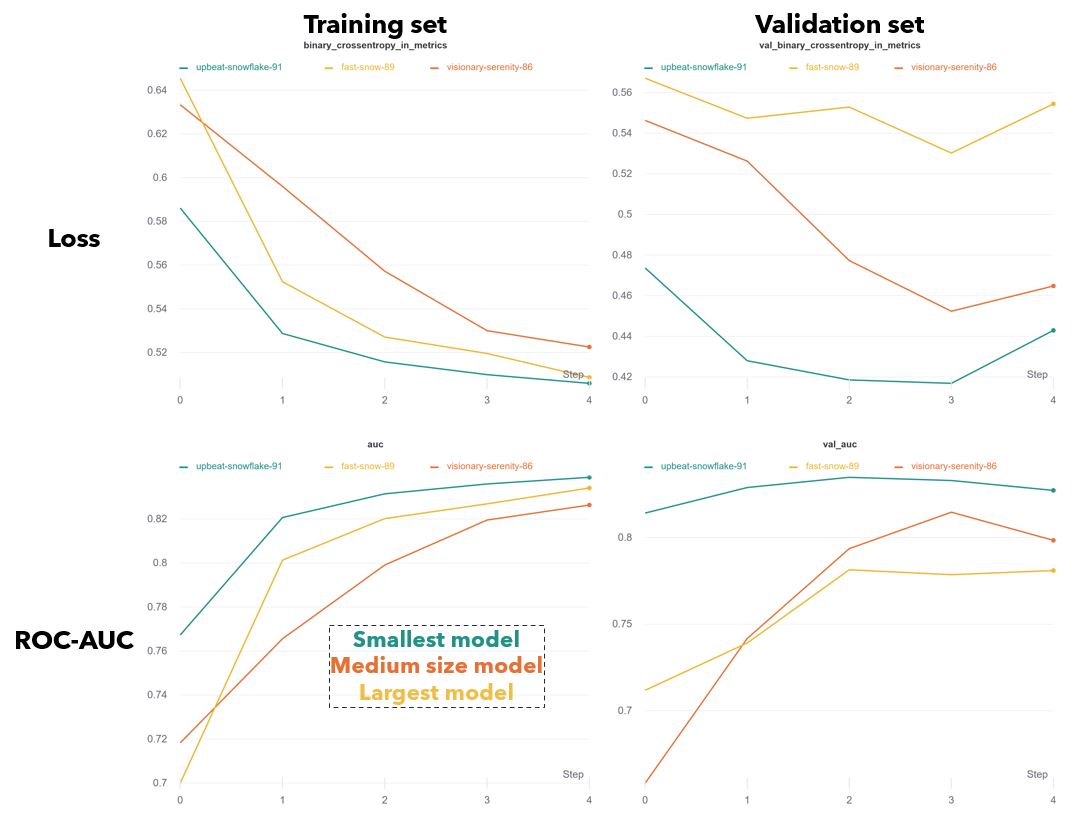 Training set
binary_crossentropy_in_metrics
upbeat-snowflake-91 fast-snow-89 visionary-serenity-86
0.64
0.62
0.6
0.58
0.56
0.54
0.52
Step
0 1 2 3 4
Validation set
val_binary_crossentropy_in_metrics
upbeat-snowflake-91 fast-snow-89 visionary-serenity-86
0.56
0.54
0.52
0.5
0.48
0.46
0.44
0.42
Step
0 1 2 3 4
Loss
ROC-AUC
auc
upbeat-snowflake-91 fast-snow-89 visionary-serenity-86
0.82
0.8
0.78
0.76
0.74
0.72
0.7
Smallest model
Medium size model
Largest model
Step
0 1 2 3 4
val_auc
upbeat-snowflake-91 fast-snow-89 visionary-serenity-86
0.8
0.75
0.7
Step
0 1 2 3 4